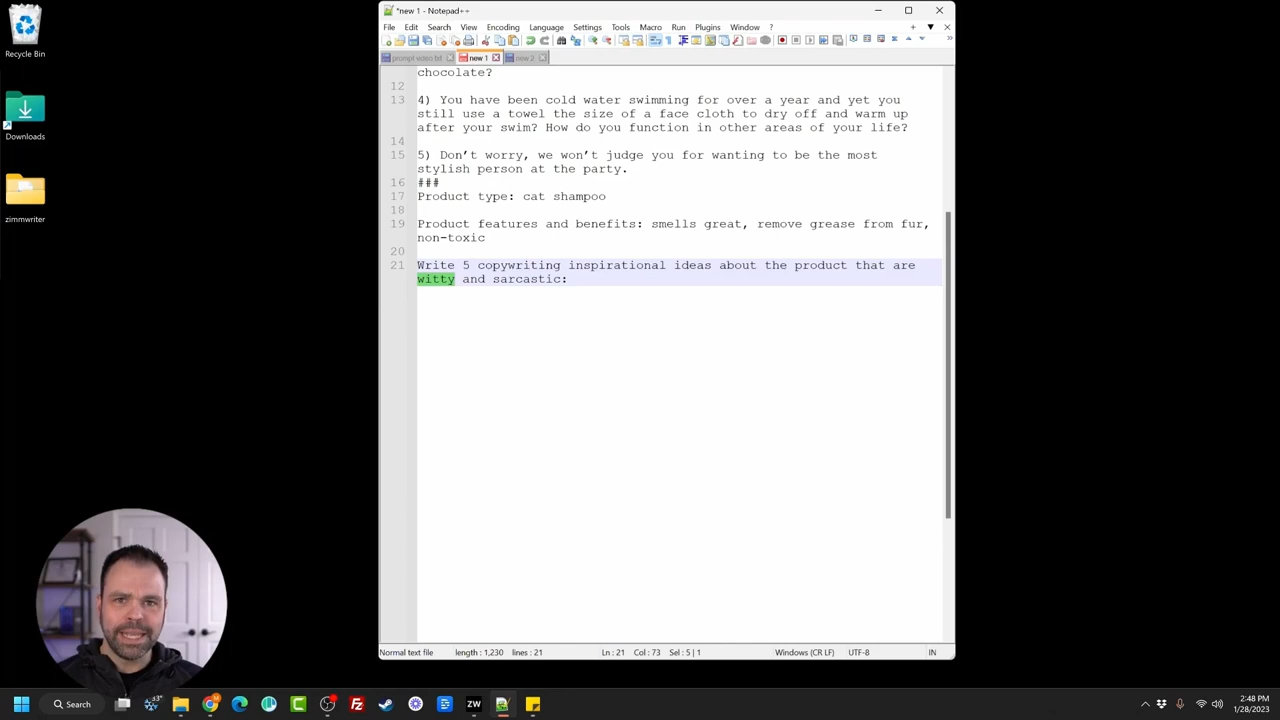 *new 1 - Notepad++
File Edit Search View Encoding Language Settings Tools Macro Run Plugins Window ?
prompt video.txt new 1 new 2
Recycle Bin
Downloads
zimmwriter
chocolate?
12
13 4) You have been cold water swimming for over a year and yet you
still use a towel the size of a face cloth to dry off and warm up
after your swim? How do you function in other areas of your life?
14
15 5) Don’t worry, we won’t judge you for wanting to be the most
stylish person at the party.
16 ###
17 Product type: cat shampoo
18
19 Product features and benefits: smells great, remove grease from fur,
non-toxic
20
21 Write 5 copywriting inspirational ideas about the product that are
witty and sarcastic:
Normal text file length : 1,230 lines : 21 Ln : 21 Col : 73 Sel : 5 | 1 Windows (CR LF) UTF-8 IN
Search 33° ZW 2:48 PM
1/28/2023